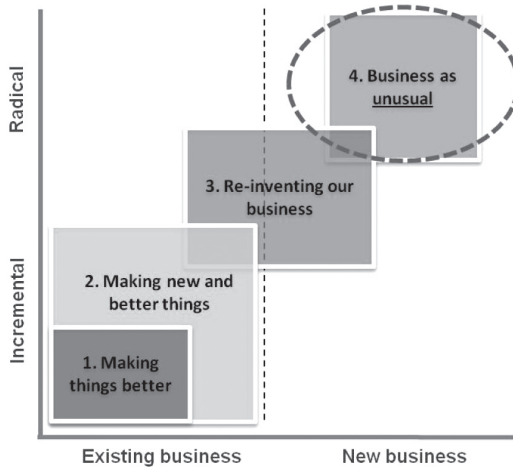 Radical
4. Business as
unusual
3. Re-inventing our
business
Incremental
2. Making new and
better things
1. Making
things better
Existing business
New business